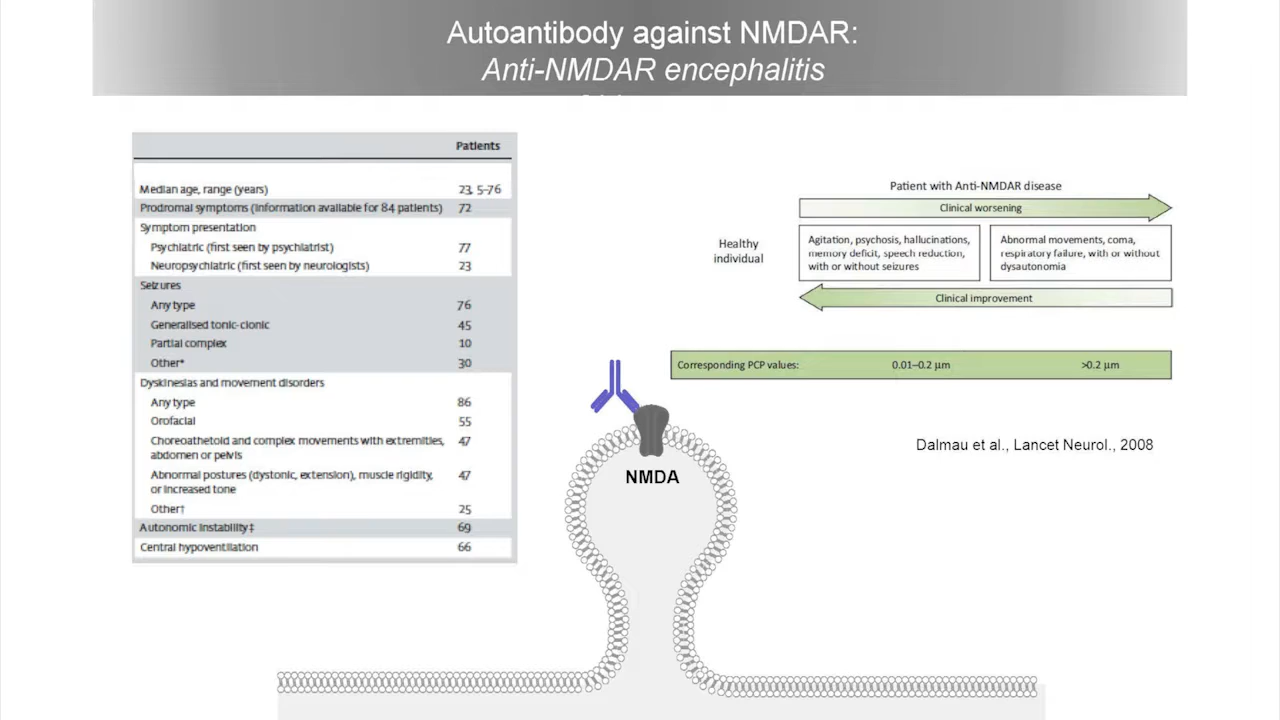 Autoantibody against NMDAR:
Anti-NMDAR encephalitis
Patients
Median age, range (years) 23, 5–76
Prodromal symptoms (information available for 84 patients) 72
Symptom presentation
Psychiatric (first seen by psychiatrist) 77
Neuropsychiatric (first seen by neurologists) 23
Seizures
Any type 76
Generalised tonic-clonic 45
Partial complex 10
Other* 30
Dyskinesias and movement disorders
Any type 86
Orofacial 55
Choreoathetoid and complex movements with extremities, 47
abdomen or pelvis
Abnormal postures (dystonic, extension), muscle rigidity, 47
or increased tone
Other† 25
Autonomic instability‡ 69
Central hypoventilation 66
Patient with Anti-NMDAR disease
Clinical worsening
Healthy
individual
Agitation, psychosis, hallucinations,
memory deficit, speech reduction,
with or without seizures
Abnormal movements, coma,
respiratory failure, with or without
dysautonomia
Clinical improvement
Corresponding PCP values: 0.01–0.2 μm >0.2 μm
Dalmau et al., Lancet Neurol., 2008
NMDA